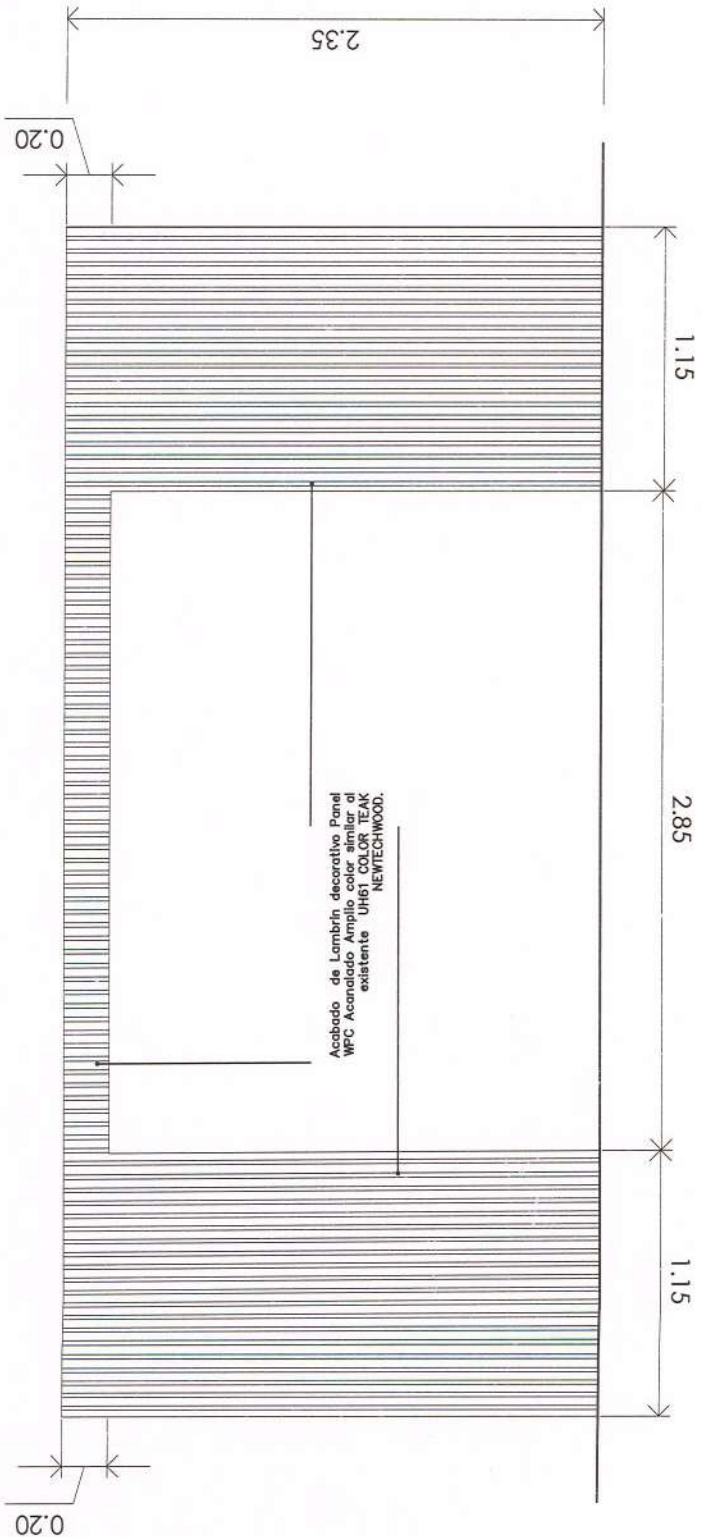 1.15
2.85
1.15
2.35
0.20
0.20
Acabado de Lambrín decorativo Panel
WPC Acanalado Amplio color similar al
existente UH61 COLOR TEAK
NEWTECHWOOD.